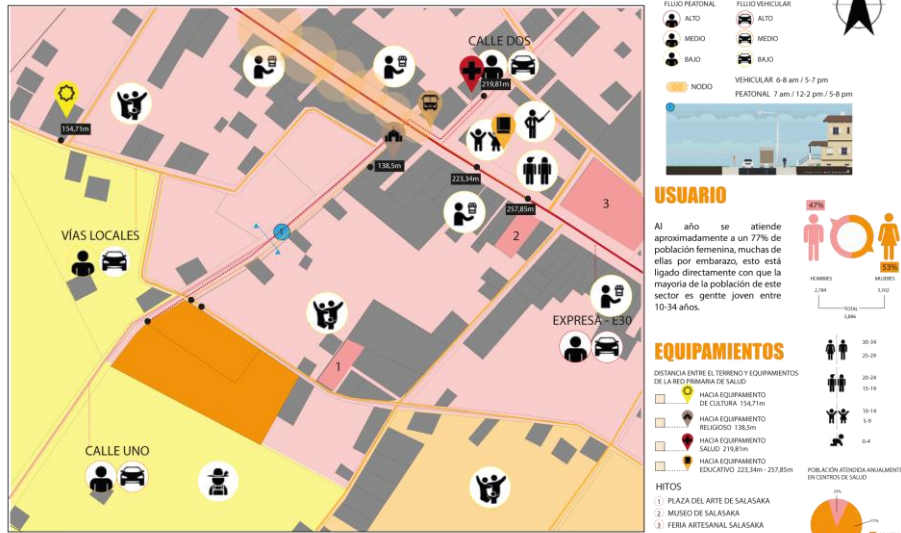 FLUJO PEATONAL
FLUJO VEHICULAR
ALTO
ALTO
MEDIO
MEDIO
BAJO
BAJO
NODO
VEHICULAR 6-8 am / 5-7 pm
PEATONAL 7 am / 12-2 pm / 5-8 pm
CALLE DOS
219,81m
154,71m
138,5m
223,34m
257,85m
3
2
VÍAS LOCALES
EXPRESA - E30
1
CALLE UNO
USUARIO
Al año se atiende
aproximadamente a un 77% de
población femenina, muchas de
ellas por embarazo, esto está
ligado directamente con que la
mayoria de la población de este
sector es gentte joven entre
10-34 años.
47%
53%
HOMBRES
MUJERES
2,784
3,102
TOTAL
5,886
EQUIPAMIENTOS
DISTANCIA ENTRE EL TERRENO Y EQUIPAMIENTOS
DE LA RED PRIMARIA DE SALUD
HACIA EQUIPAMIENTO
DE CULTURA 154,71m
HACIA EQUIPAMIENTO
RELIGIOSO 138,5m
HACIA EQUIPAMIENTO
SALUD 219,81m
HACIA EQUIPAMIENTO
EDUCATIVO 223,34m - 257,85m
HITOS
1 PLAZA DEL ARTE DE SALASAKA
2 MUSEO DE SALASAKA
3 FERIA ARTESANAL SALASAKA
30-34
25-29
20-24
15-19
10-14
5-9
0-4
POBLACIÓN ATENDIDA ANUALMENTE
EN CENTROS DE SALUD